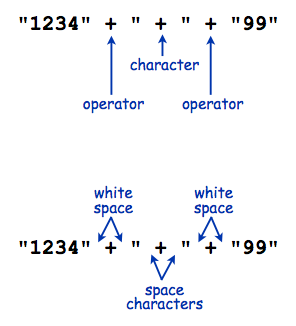 "1234" + " + " + "99"
character
operator operator
white white
space space
"1234" + " + " + "99"
space
characters